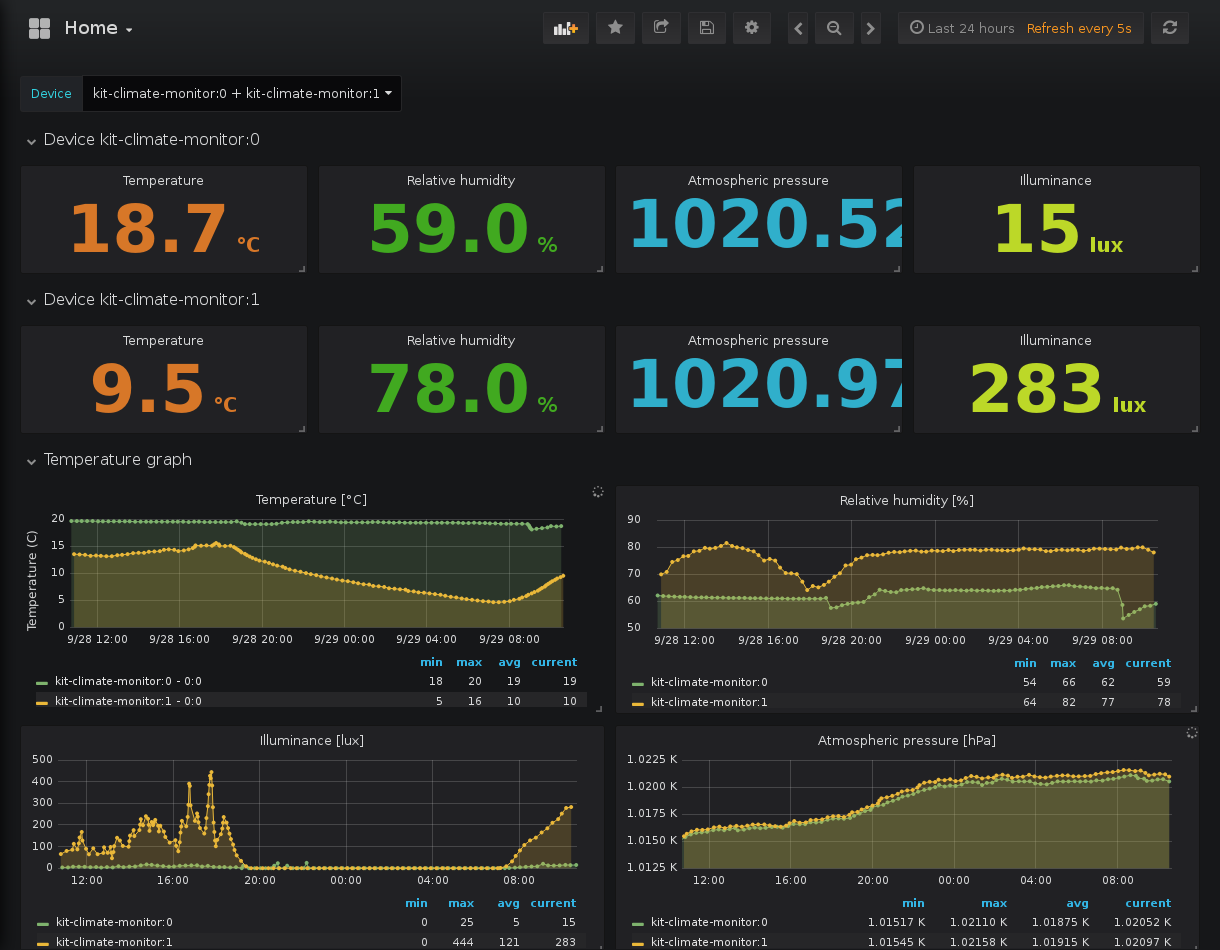 Home
Last 24 hours Refresh every 5s
Device kit-climate-monitor:0 + kit-climate-monitor:1
Device kit-climate-monitor:0
Temperature Relative humidity Atmospheric pressure Illuminance
18.7 °C 59.0 % 1020.52 15 lux
Device kit-climate-monitor:1
Temperature Relative humidity Atmospheric pressure Illuminance
9.5 °C 78.0 % 1020.97 283 lux
Temperature graph
Temperature [°C]
Temperature (C)
20
15
10
5
0
9/28 12:00 9/28 16:00 9/28 20:00 9/29 00:00 9/29 04:00 9/29 08:00
min max avg current
kit-climate-monitor:0 - 0:0 18 20 19 19
kit-climate-monitor:1 - 0:0 5 16 10 10
Relative humidity [%]
90
80
70
60
50
9/28 12:00 9/28 16:00 9/28 20:00 9/29 00:00 9/29 04:00 9/29 08:00
min max avg current
kit-climate-monitor:0 54 66 62 59
kit-climate-monitor:1 64 82 77 78
Illuminance [lux]
500
400
300
200
100
0
12:00 16:00 20:00 00:00 04:00 08:00
min max avg current
kit-climate-monitor:0 0 25 5 15
kit-climate-monitor:1 0 444 121 283
Atmospheric pressure [hPa]
1.0225 K
1.0200 K
1.0175 K
1.0150 K
1.0125 K
12:00 16:00 20:00 00:00 04:00 08:00
min max avg current
kit-climate-monitor:0 1.01517 K 1.02110 K 1.01875 K 1.02052 K
kit-climate-monitor:1 1.01545 K 1.02158 K 1.01915 K 1.02097 K